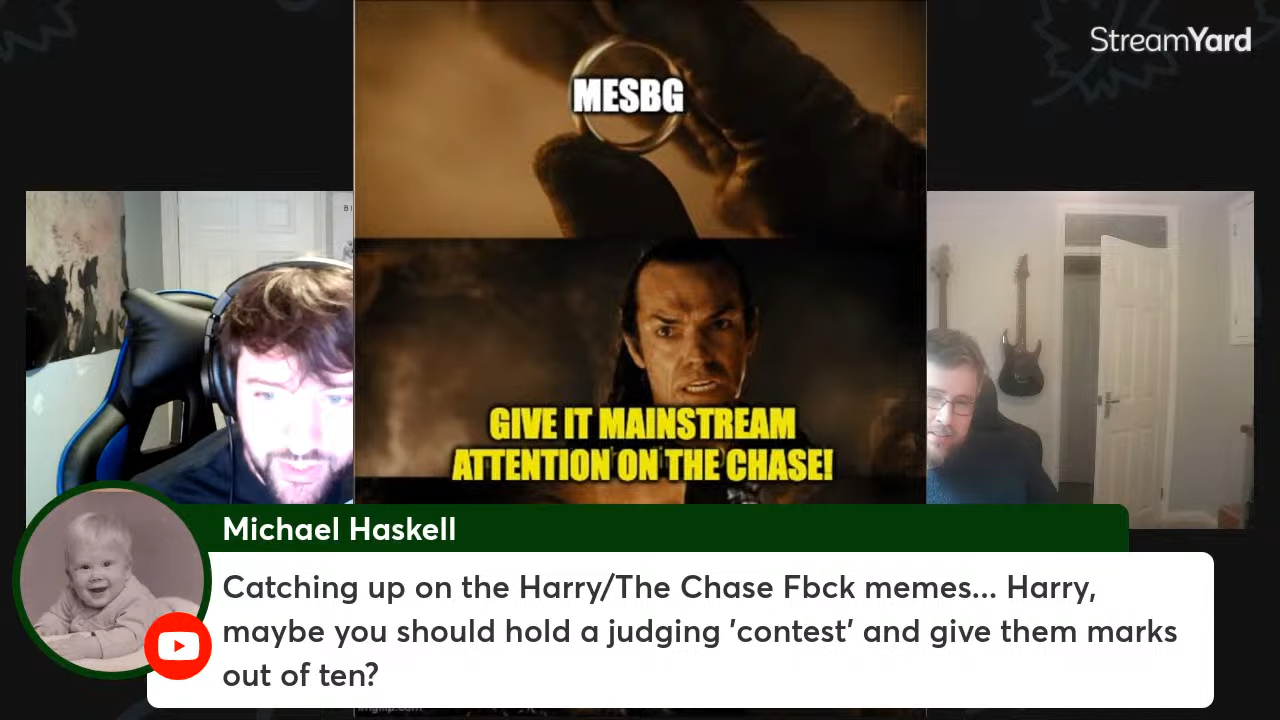 StreamYard
MESBG
GIVE IT MAINSTREAM
ATTENTION ON THE CHASE!
Michael Haskell
Catching up on the Harry/The Chase Fbck memes... Harry,
maybe you should hold a judging 'contest' and give them marks
out of ten?